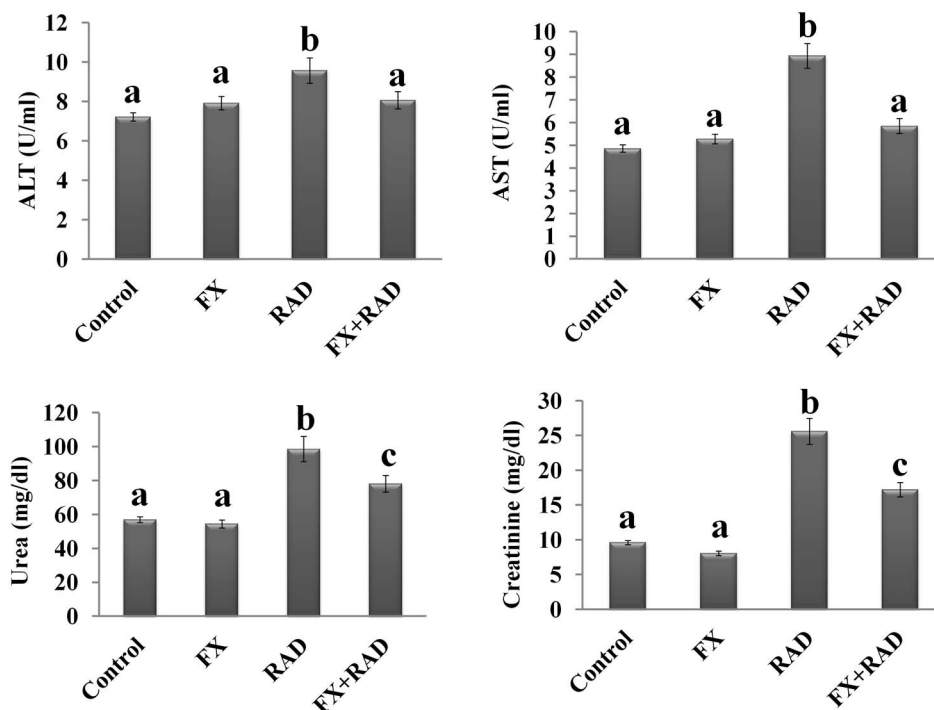 12
10
8
6
4
2
0
ALT (U/ml)
a
a
b
a
Control
FX
RAD
FX+RAD
10
9
8
7
6
5
4
3
2
1
0
AST (U/ml)
a
a
b
a
Control
FX
RAD
FX+RAD
120
100
80
60
40
20
0
Urea (mg/dl)
a
a
b
c
Control
FX
RAD
FX+RAD
30
25
20
15
10
5
0
Creatinine (mg/dl)
a
a
b
c
Control
FX
RAD
FX+RAD